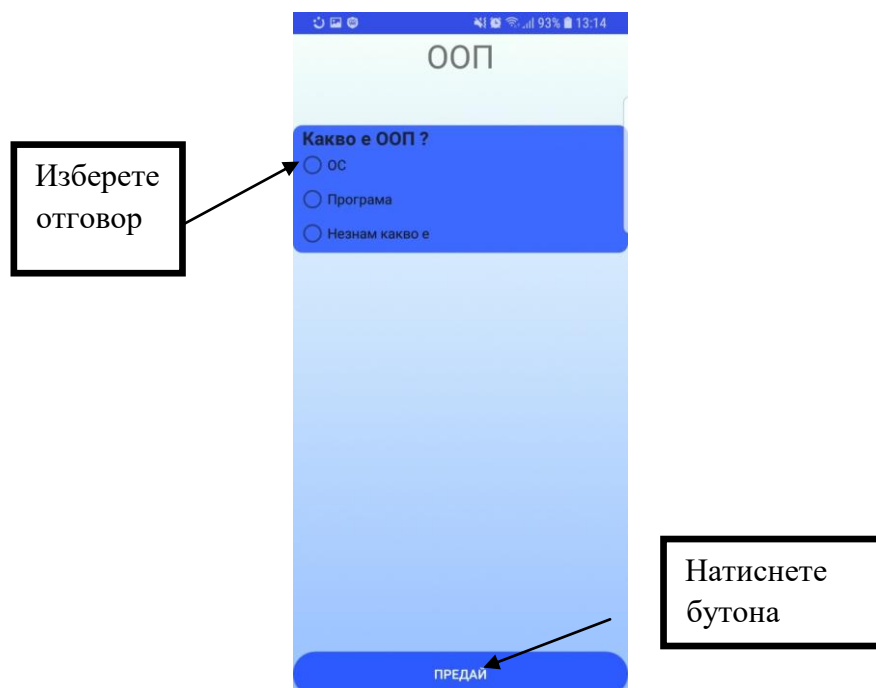 93% 13:14
ООП
Какво е ООП ?
ОС
Програма
Незнам какво е
Изберете
отговор
Натиснете
бутона
ПРЕДАЙ